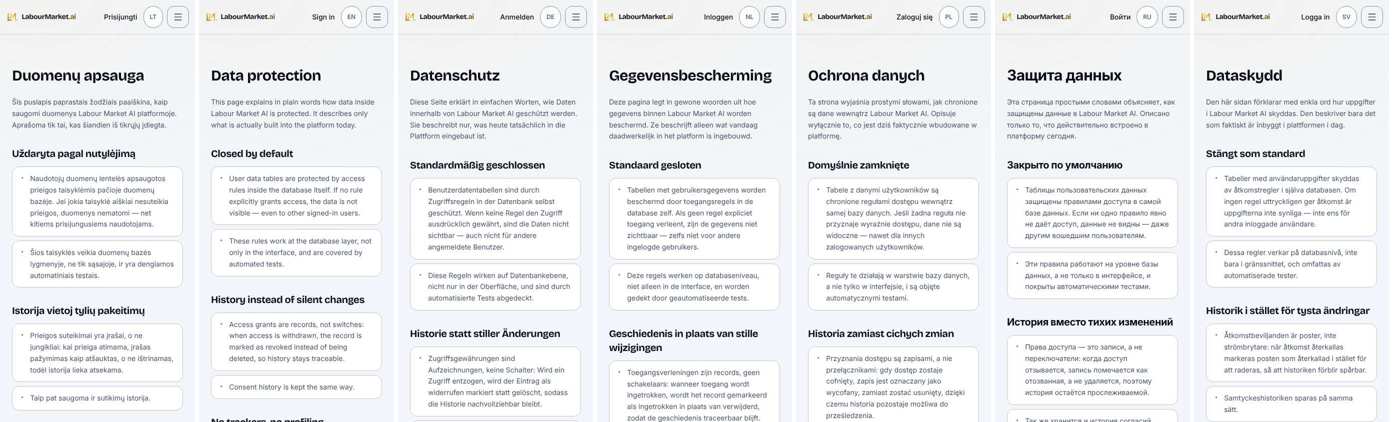 LabourMarket.ai
Prisijungti
LT
Duomenų apsauga
Šis puslapis paprastais žodžiais paaiškina, kaip
saugomi duomenys Labour Market AI platformoje.
Aprašoma tik tai, kas šiandien iš tikrųjų įdiegta.
Uždaryta pagal nutylėjimą
Naudotojų duomenų lentelės apsaugotos
prieigos taisyklėmis pačioje duomenų
bazėje. Jei jokia taisyklė aiškiai nesuteikia
prieigos, duomenys nematomi — net
kitiems prisijungusiems naudotojams.
Šios taisyklės veikia duomenų bazės
lygmenyje, ne tik sąsajoje, ir yra dengiamos
automatiniais testais.
Istorija vietoj tylių pakeitimų
Prieigos suteikimai yra įrašai, o ne
jungikliai: kai prieiga atimama, įrašas
pažymimas kaip atšauktas, o ne ištrinamas,
todėl istorija lieka atsekama.
Taip pat saugoma ir sutikimų istorija.
LabourMarket.ai
Sign in
EN
Data protection
This page explains in plain words how data inside
Labour Market AI is protected. It describes only
what is actually built into the platform today.
Closed by default
User data tables are protected by access
rules inside the database itself. If no rule
explicitly grants access, the data is not
visible — even to other signed-in users.
These rules work at the database layer, not
only in the interface, and are covered by
automated tests.
History instead of silent changes
Access grants are records, not switches:
when access is withdrawn, the record is
marked as revoked instead of being
deleted, so history stays traceable.
Consent history is kept the same way.
No trackers, no profiling
LabourMarket.ai
Anmelden
DE
Datenschutz
Diese Seite erklärt in einfachen Worten, wie Daten
innerhalb von Labour Market AI geschützt werden.
Sie beschreibt nur, was heute tatsächlich in die
Plattform eingebaut ist.
Standardmäßig geschlossen
Benutzerdatentabellen sind durch
Zugriffsregeln in der Datenbank selbst
geschützt. Wenn keine Regel den Zugriff
ausdrücklich gewährt, sind die Daten nicht
sichtbar — auch nicht für andere
angemeldete Benutzer.
Diese Regeln wirken auf Datenbankebene,
nicht nur in der Oberfläche, und sind durch
automatisierte Tests abgedeckt.
Historie statt stiller Änderungen
Zugriffsgewährungen sind
Aufzeichnungen, keine Schalter: Wird ein
Zugriff entzogen, wird der Eintrag als
widerrufen markiert statt gelöscht, sodass
die Historie nachvollziehbar bleibt.
LabourMarket.ai
Inloggen
NL
Gegevensbescherming
Deze pagina legt in gewone woorden uit hoe
gegevens binnen Labour Market AI worden
beschermd. Ze beschrijft alleen wat vandaag
daadwerkelijk in het platform is ingebouwd.
Standaard gesloten
Tabellen met gebruikersgegevens worden
beschermd door toegangsregels in de
database zelf. Als geen regel expliciet
toegang verleent, zijn de gegevens niet
zichtbaar — zelfs niet voor andere
ingelogde gebruikers.
Deze regels werken op databaseniveau,
niet alleen in de interface, en worden
gedekt door geautomatiseerde tests.
Geschiedenis in plaats van stille
wijzigingen
Toegangsverleningen zijn records, geen
schakelaars: wanneer toegang wordt
ingetrokken, wordt het record gemarkeerd
als ingetrokken in plaats van verwijderd,
zodat de geschiedenis traceerbaar blijft.
LabourMarket.ai
Zaloguj się
PL
Ochrona danych
Ta strona wyjaśnia prostymi słowami, jak chronione
są dane wewnątrz Labour Market AI. Opisuje
wyłącznie to, co jest dziś faktycznie wbudowane w
platformę.
Domyślnie zamknięte
Tabele z danymi użytkowników są
chronione regułami dostępu wewnątrz
samej bazy danych. Jeśli żadna reguła nie
przyznaje wyraźnie dostępu, dane nie są
widoczne — nawet dla innych
zalogowanych użytkowników.
Reguły te działają w warstwie bazy danych,
a nie tylko w interfejsie, i są objęte
automatycznymi testami.
Historia zamiast cichych zmian
Przyznania dostępu są zapisami, a nie
przełącznikami: gdy dostęp zostaje
cofnięty, zapis jest oznaczany jako
wycofany, zamiast zostać usunięty, dzięki
czemu historia pozostaje możliwa do
prześledzenia.
LabourMarket.ai
Войти
RU
Защита данных
Эта страница простыми словами объясняет, как
защищены данные в Labour Market AI. Описано
только то, что действительно встроено в
платформу сегодня.
Закрыто по умолчанию
Таблицы пользовательских данных
защищены правилами доступа в самой
базе данных. Если ни одно правило явно
не даёт доступ, данные не видны — даже
другим вошедшим пользователям.
Эти правила работают на уровне базы
данных, а не только в интерфейсе, и
покрыты автоматическими тестами.
История вместо тихих изменений
Права доступа — это записи, а не
переключатели: когда доступ
отзывается, запись помечается как
отозванная, а не удаляется, поэтому
история остаётся прослеживаемой.
Так же хранится и история согласий.
LabourMarket.ai
Logga in
SV
Dataskydd
Den här sidan förklarar med enkla ord hur uppgifter
i Labour Market AI skyddas. Den beskriver bara det
som faktiskt är inbyggt i plattformen i dag.
Stängt som standard
Tabeller med användaruppgifter skyddas
av åtkomstregler i själva databasen. Om
ingen regel uttryckligen ger åtkomst är
uppgifterna inte synliga — inte ens för
andra inloggade användare.
Dessa regler verkar på databasnivå, inte
bara i gränssnittet, och omfattas av
automatiserade tester.
Historik i stället för tysta ändringar
Åtkomstbeviljanden är poster, inte
strömbrytare: när åtkomst återkallas
markeras posten som återkallad i stället för
att raderas, så att historiken förblir spårbar.
Samtyckeshistoriken sparas på samma
sätt.